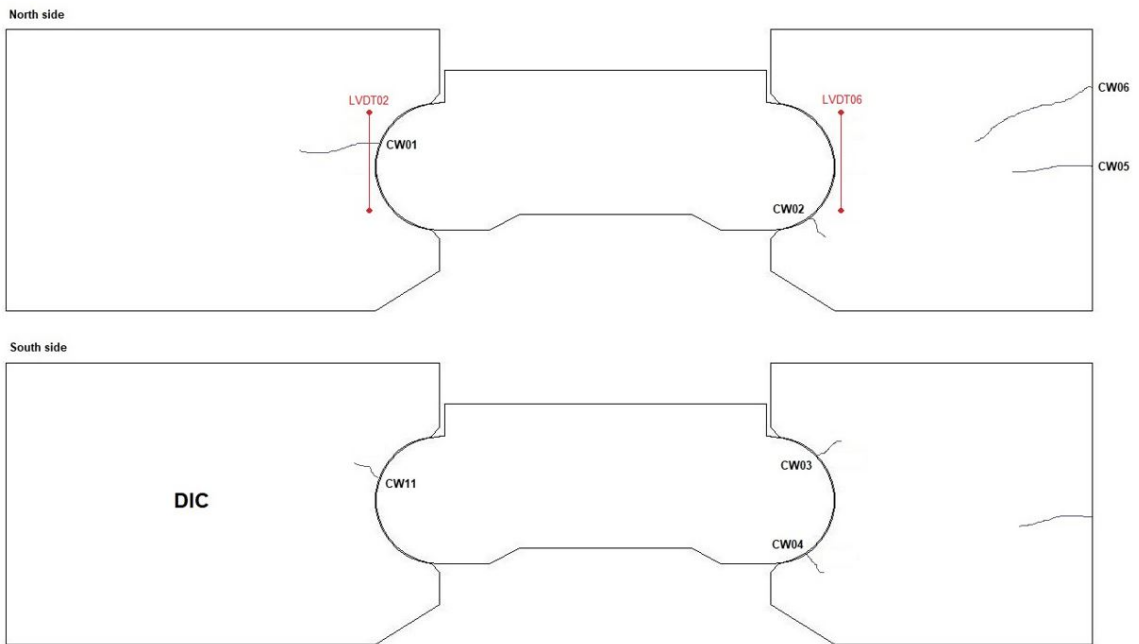 North side
LVDT02
LVDT06
CW06
CW01
CW05
CW02
South side
CW03
CW11
DIC
CW04